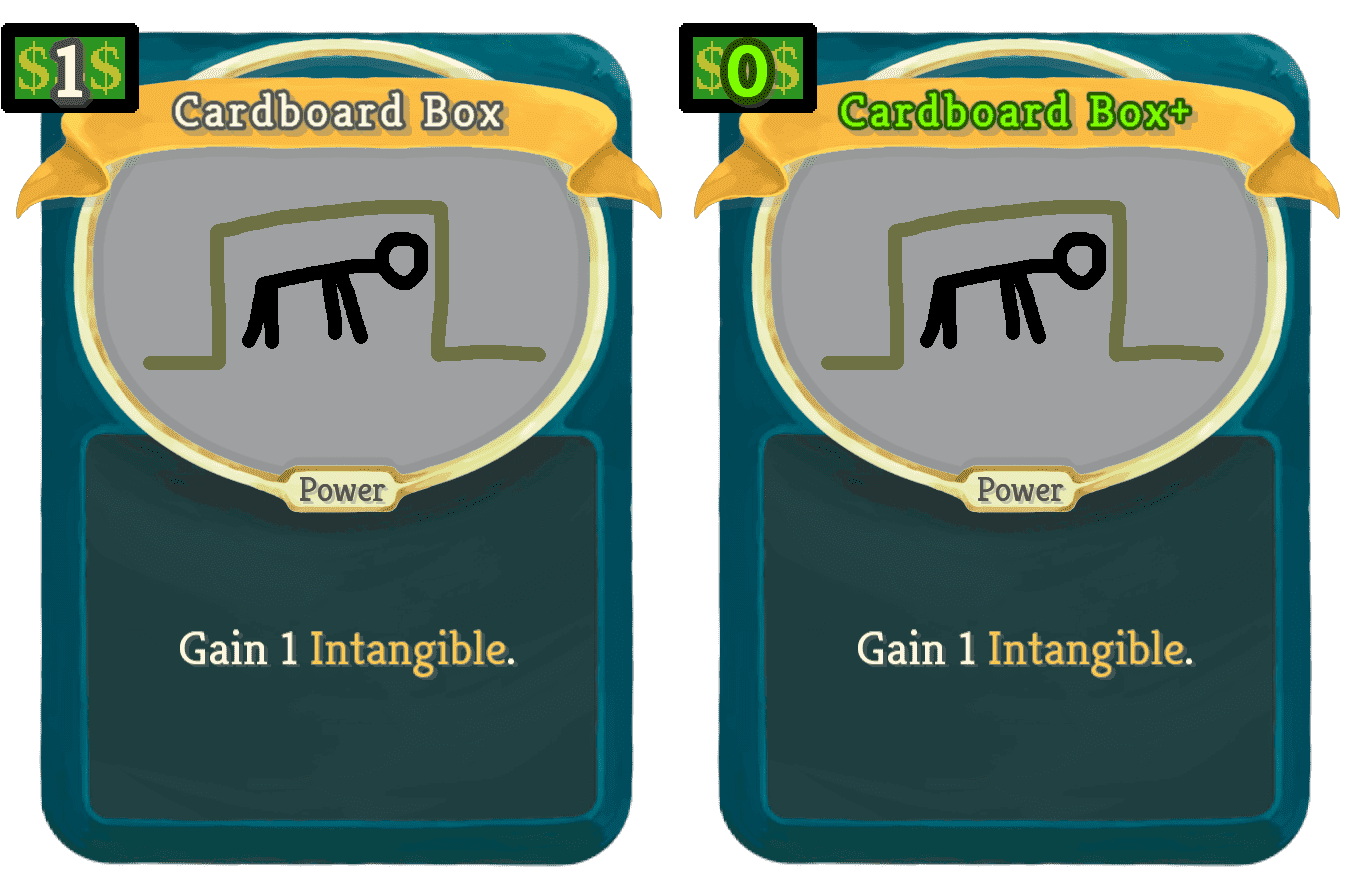 $1$
Cardboard Box
Power
Gain 1 Intangible.
$0$
Cardboard Box+
Power
Gain 1 Intangible.